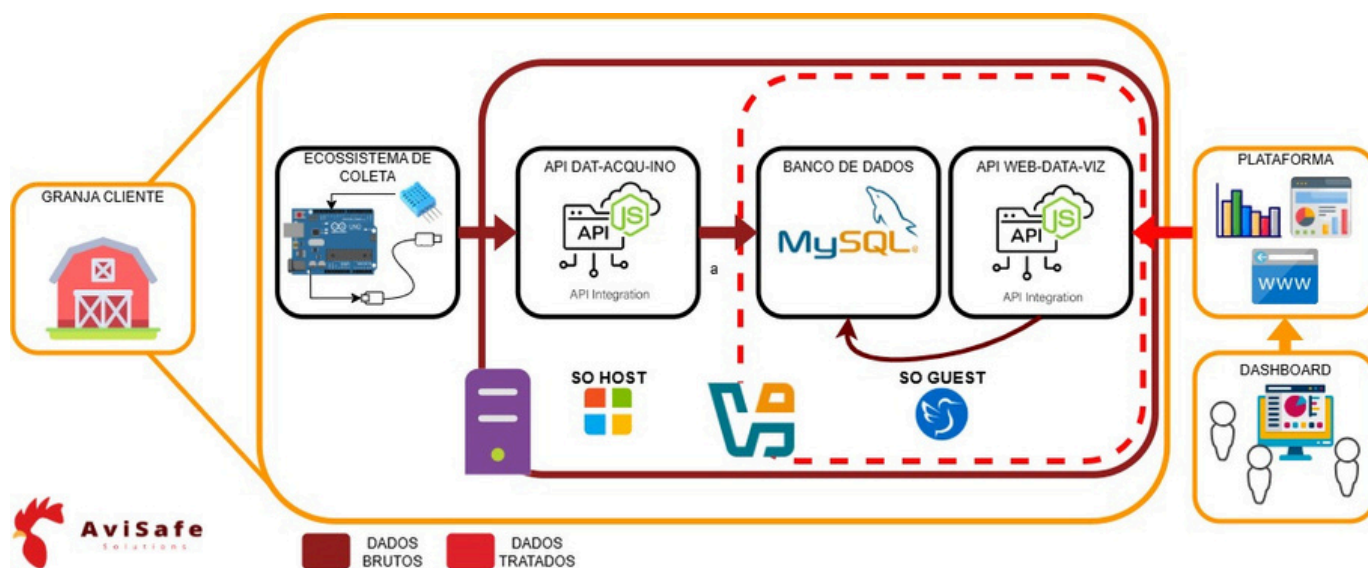 GRANJA CLIENTE
ECOSSISTEMA DE
COLETA
UNO
API DAT-ACQU-INO
API
JS
API Integration
a
BANCO DE DADOS
MySQL®
API WEB-DATA-VIZ
API
JS
API Integration
PLATAFORMA
WWW
DASHBOARD
SO HOST
SO GUEST
AviSafe
Solutions
DADOS
BRUTOS
DADOS
TRATADOS